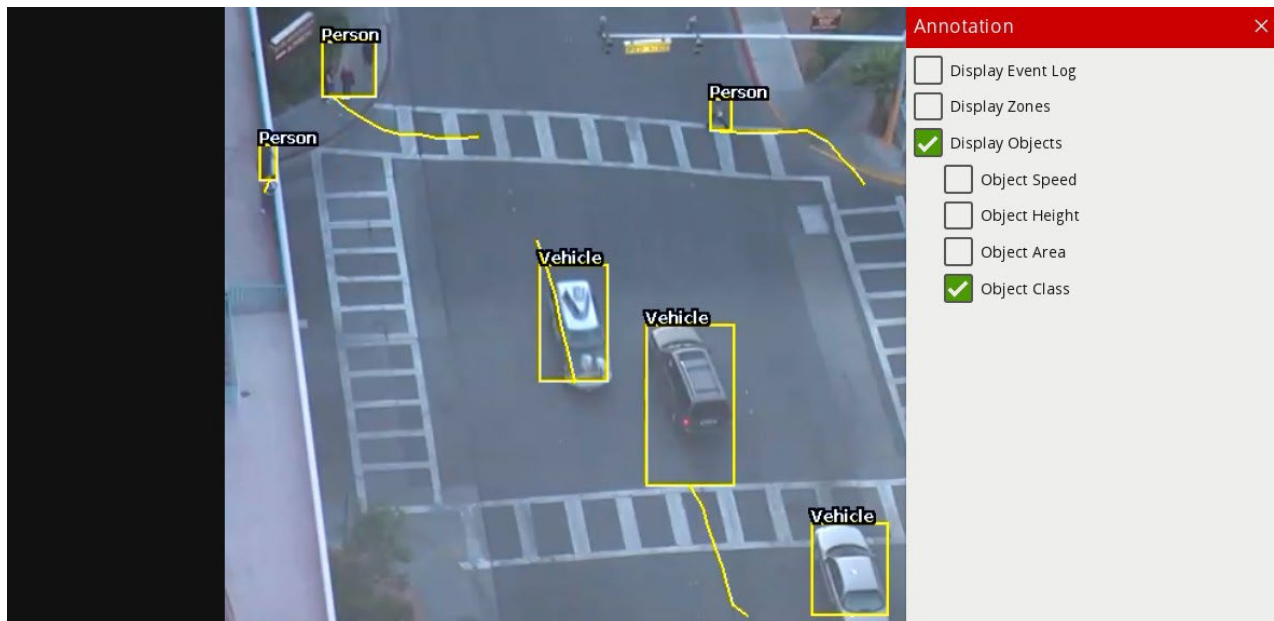 Annotation
Display Event Log
Display Zones
Display Objects
Object Speed
Object Height
Object Area
Object Class
Person
Person
Person
Vehicle
Vehicle
Vehicle